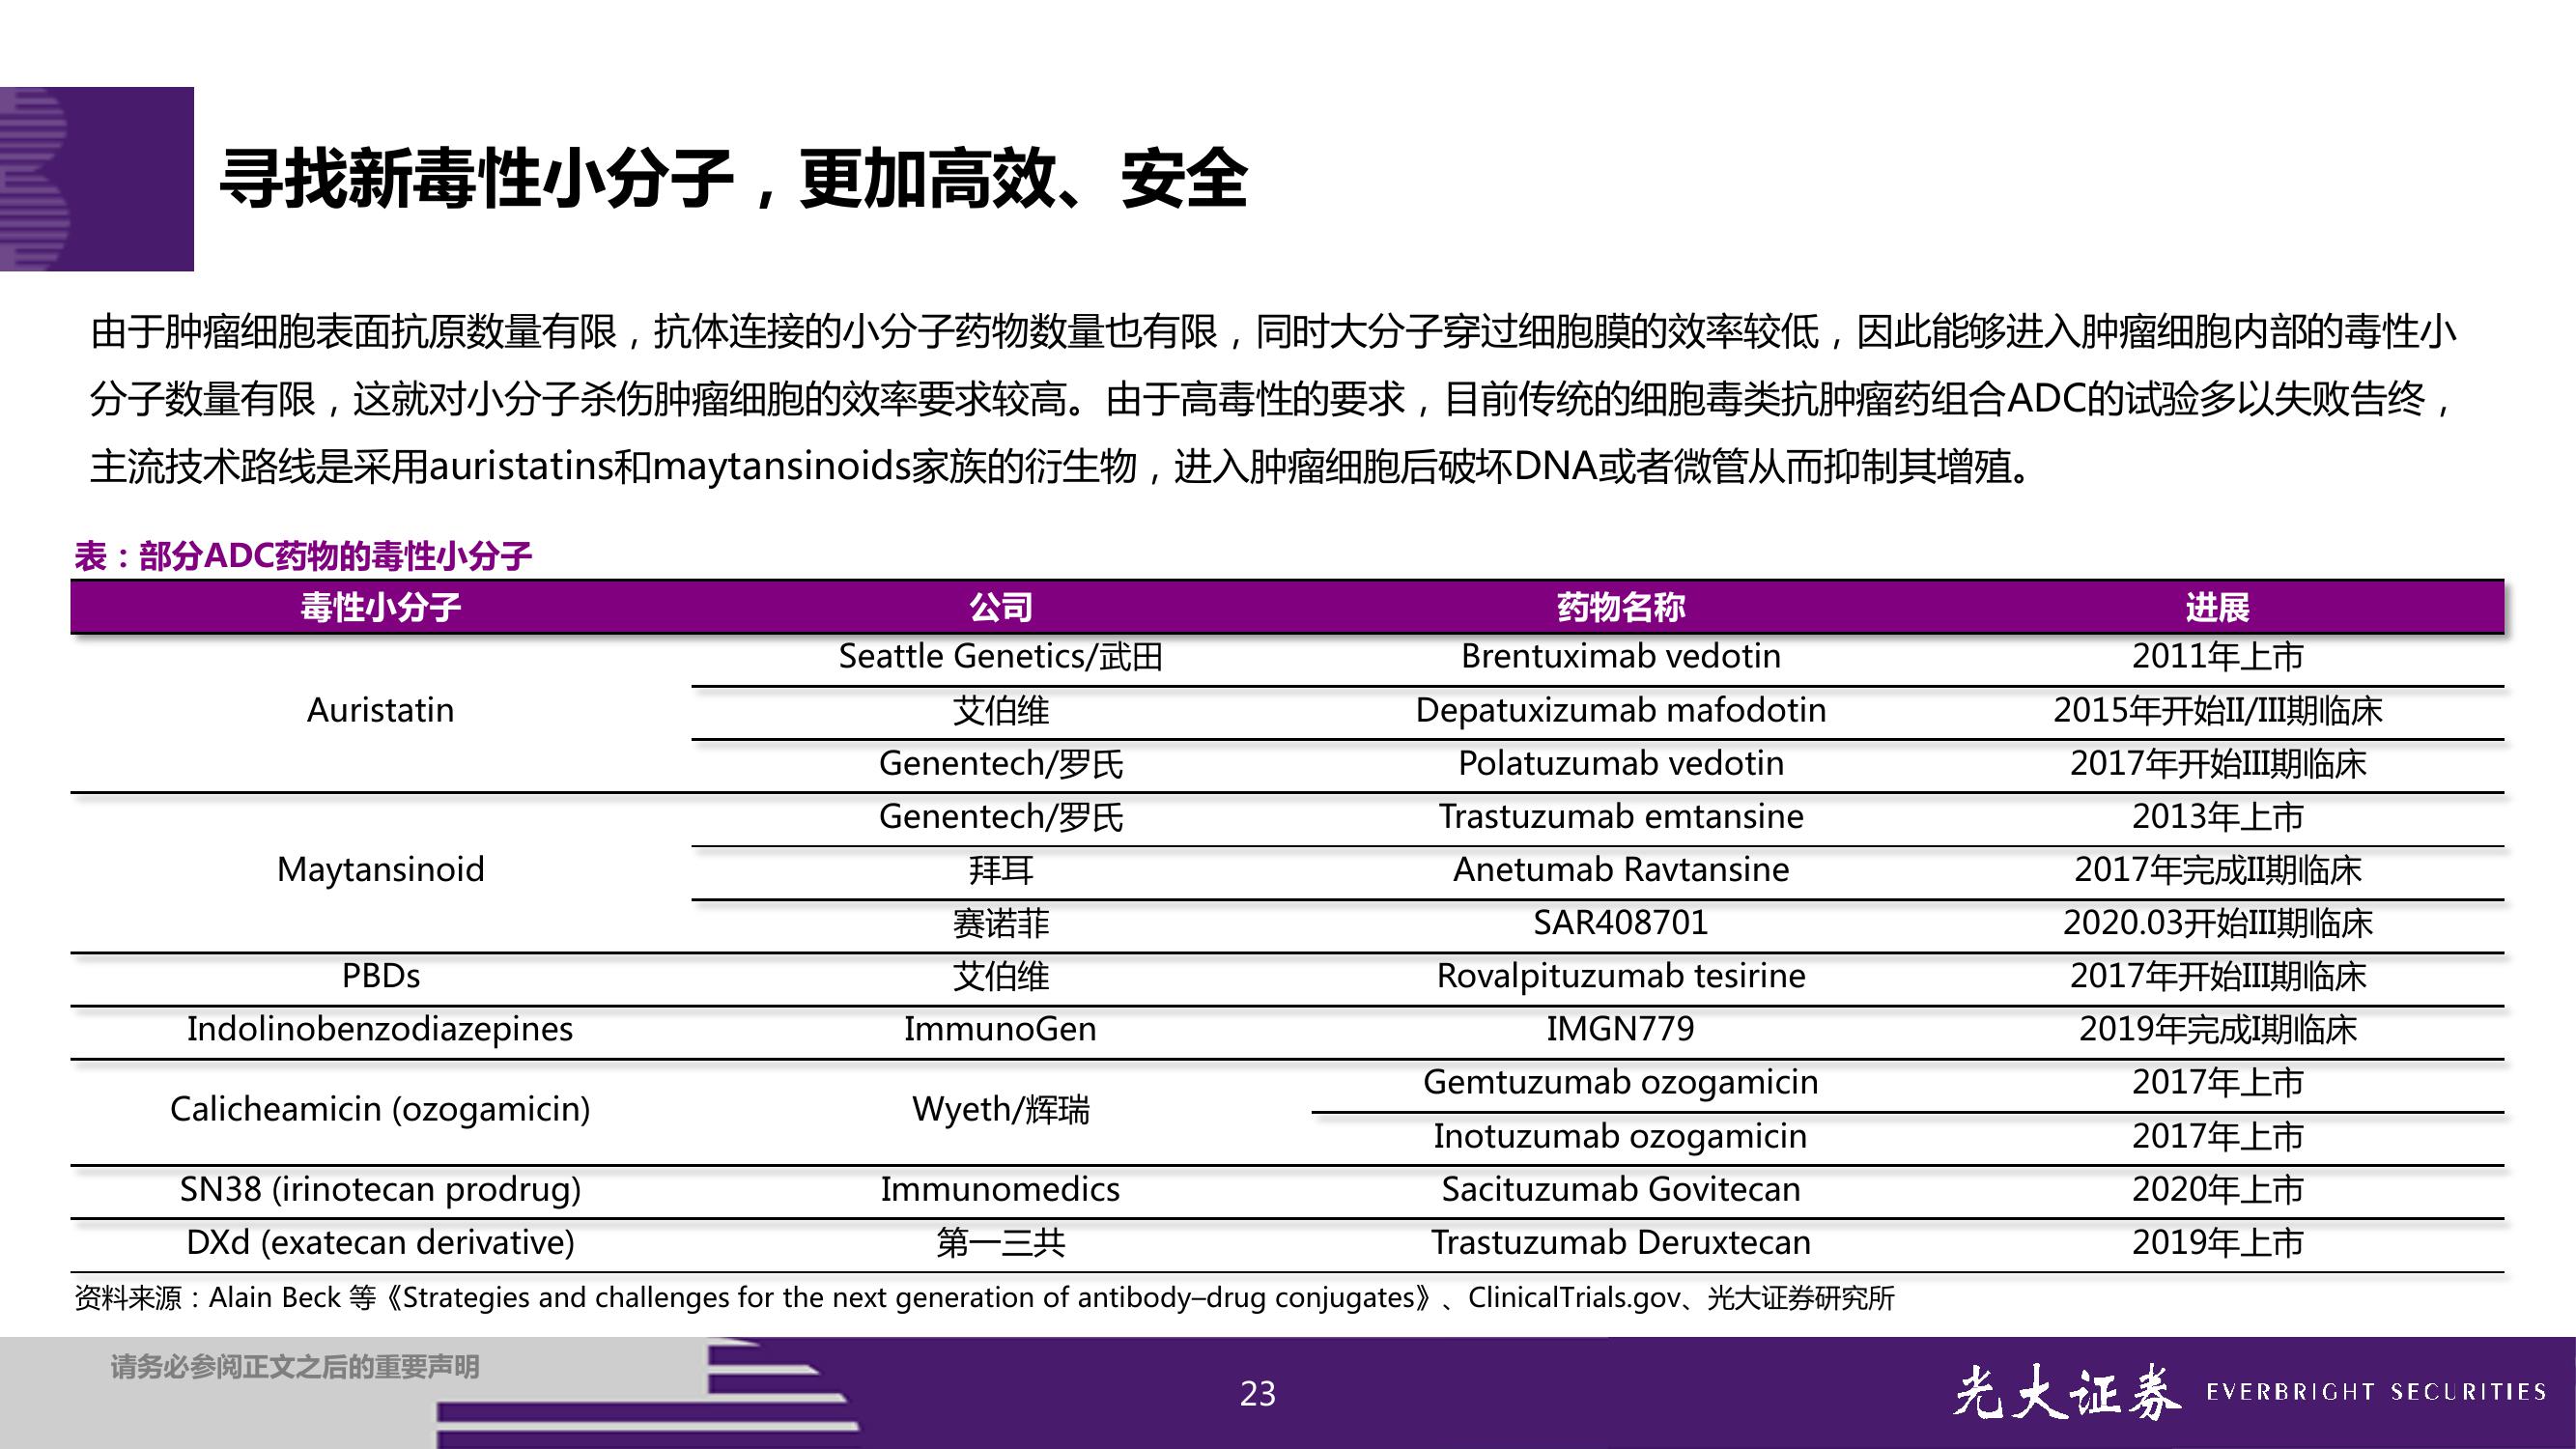 寻找新毒性小分子，更加高效、安全
由于肿瘤细胞表面抗原数量有限，抗体连接的小分子药物数量也有限，同时大分子穿过细胞膜的效率较低，因此能够进入肿瘤细胞内部的毒性小
分子数量有限，这就对小分子杀伤肿瘤细胞的效率要求较高。由于高毒性的要求，目前传统的细胞毒类抗肿瘤药组合ADC的试验多以失败告终，
主流技术路线是采用auristatins和maytansinoids家族的衍生物，进入肿瘤细胞后破坏DNA或者微管从而抑制其增殖。
表：部分ADC药物的毒性小分子
毒性小分子 公司 药物名称 进展
Seattle Genetics/武田 Brentuximab vedotin 2011年上市
Auristatin 艾伯维 Depatuxizumab mafodotin 2015年开始II/III期临床
Genentech/罗氏 Polatuzumab vedotin 2017年开始III期临床
Genentech/罗氏 Trastuzumab emtansine 2013年上市
Maytansinoid 拜耳 Anetumab Ravtansine 2017年完成II期临床
赛诺菲 SAR408701 2020.03开始III期临床
PBDs 艾伯维 Rovalpituzumab tesirine 2017年开始III期临床
Indolinobenzodiazepines ImmunoGen IMGN779 2019年完成I期临床
Calicheamicin (ozogamicin) Wyeth/辉瑞 Gemtuzumab ozogamicin 2017年上市
Inotuzumab ozogamicin 2017年上市
SN38 (irinotecan prodrug) Immunomedics Sacituzumab Govitecan 2020年上市
DXd (exatecan derivative) 第一三共 Trastuzumab Deruxtecan 2019年上市
资料来源：Alain Beck 等《Strategies and challenges for the next generation of antibody–drug conjugates》、ClinicalTrials.gov、光大证券研究所
请务必参阅正文之后的重要声明
23
光大证券 EVERBRIGHT SECURITIES